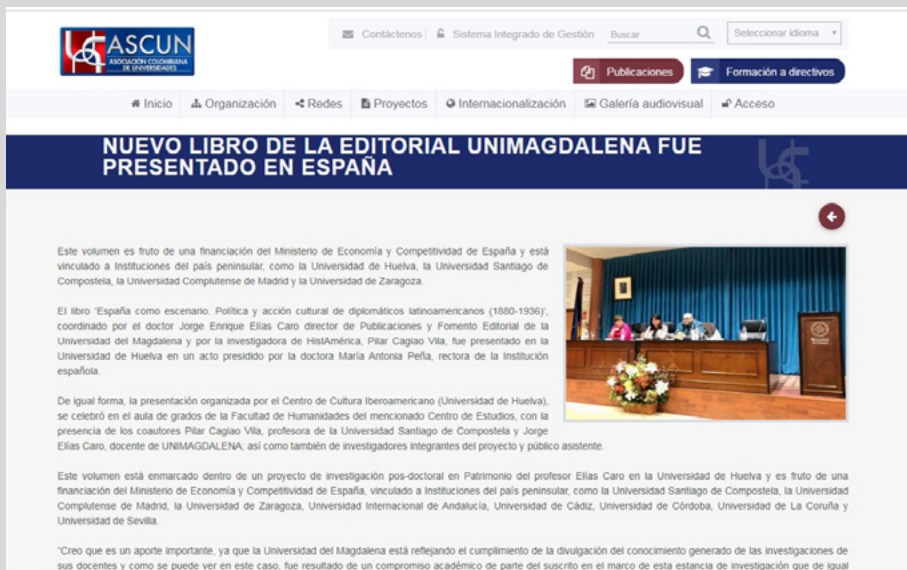 ASCUN
ASOCIACIÓN COLOMBIANA
DE UNIVERSIDADES
Contáctenos | Sistema Integrado de Gestión Buscar Seleccionar idioma
Publicaciones Formación a directivos
Inicio Organización Redes Proyectos Internacionalización Galería audiovisual Acceso
NUEVO LIBRO DE LA EDITORIAL UNIMAGDALENA FUE
PRESENTADO EN ESPAÑA
Este volumen es fruto de una financiación del Ministerio de Economía y Competitividad de España y está
vinculado a Instituciones del país peninsular, como la Universidad de Huelva, la Universidad Santiago de
Compostela, la Universidad Complutense de Madrid y la Universidad de Zaragoza.
El libro 'España como escenario. Política y acción cultural de diplomáticos latinoamericanos (1880-1936)',
coordinado por el doctor Jorge Enrique Elías Caro director de Publicaciones y Fomento Editorial de la
Universidad del Magdalena y por la investigadora de HistAmérica, Pilar Cagiao Vila, fue presentado en la
Universidad de Huelva en un acto presidido por la doctora María Antonia Peña, rectora de la Institución
española.
De igual forma, la presentación organizada por el Centro de Cultura Iberoamericano (Universidad de Huelva),
se celebró en el aula de grados de la Facultad de Humanidades del mencionado Centro de Estudios, con la
presencia de los coautores Pilar Cagiao Vila, profesora de la Universidad Santiago de Compostela y Jorge
Elías Caro, docente de UNIMAGDALENA; así como también de investigadores integrantes del proyecto y público asistente.
Este volumen está enmarcado dentro de un proyecto de investigación pos-doctoral en Patrimonio del profesor Elías Caro en la Universidad de Huelva y es fruto de una
financiación del Ministerio de Economía y Competitividad de España, vinculado a Instituciones del país peninsular, como la Universidad Santiago de Compostela, la Universidad
Complutense de Madrid, la Universidad de Zaragoza, Universidad Internacional de Andalucía, Universidad de Cádiz, Universidad de Córdoba, Universidad de La Coruña y
Universidad de Sevilla.
"Creo que es un aporte importante, ya que la Universidad del Magdalena está reflejando el cumplimiento de la divulgación del conocimiento generado de las investigaciones de
sus docentes y como se puede ver en este caso, fue resultado de un compromiso académico de parte del suscrito en el marco de esta estancia de investigación que de igual